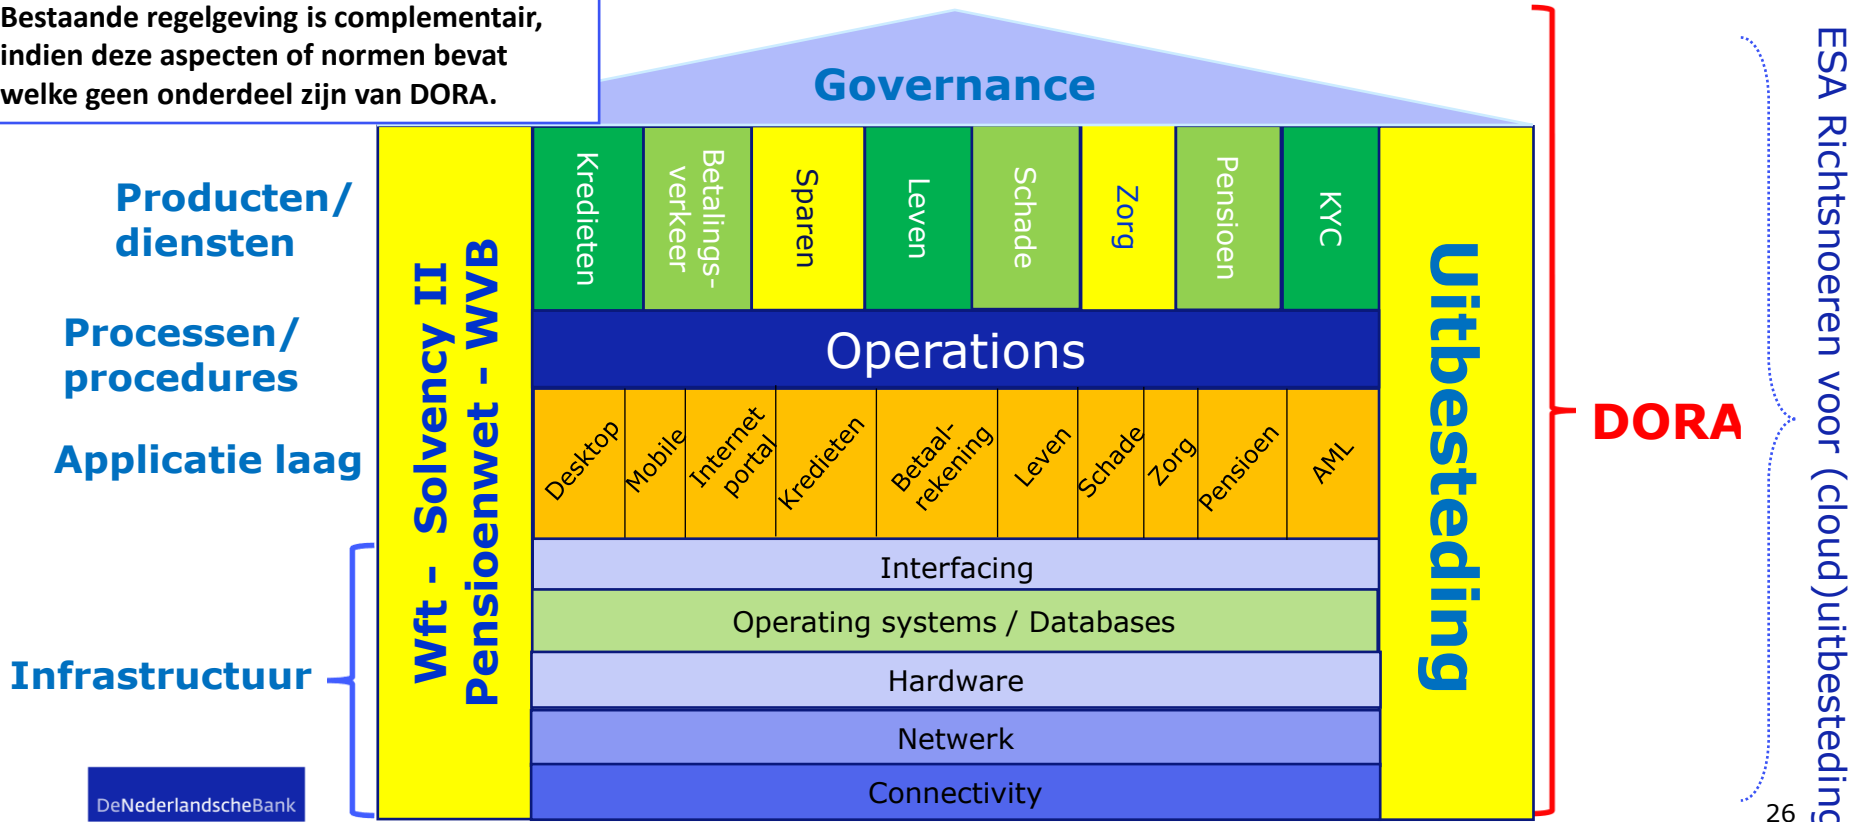 Bestaande regelgeving is complementair,
indien deze aspecten of normen bevat
welke geen onderdeel zijn van DORA.
Governance
Producten/
diensten
Processen/
procedures
Applicatie laag
Infrastructuur
Wft - Solvency II
Pensioenwet - WVB
Kredieten
Betalings-
verkeer
Sparen
Leven
Schade
Zorg
Pensioen
KYC
Operations
Desktop
Mobile
Internet
portal
Kredieten
Betaal-
rekening
Leven
Schade
Zorg
Pensioen
AML
Interfacing
Operating systems / Databases
Hardware
Netwerk
Connectivity
Uitbesteding
DORA
ESA Richtsnoeren voor (cloud)uitbesteding
DeNederlandscheBank
26